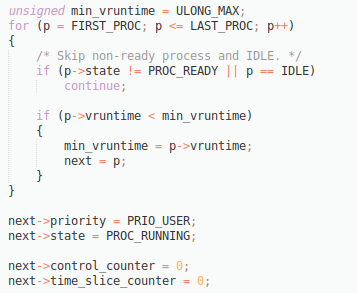 unsigned min_vruntime = ULONG_MAX;
for (p = FIRST_PROC; p <= LAST_PROC; p++)
{
    /* Skip non-ready process and IDLE. */
    if (p->state != PROC_READY || p == IDLE)
        continue;

    if (p->vruntime < min_vruntime)
    {
        min_vruntime = p->vruntime;
        next = p;
    }
}

next->priority = PRIO_USER;
next->state = PROC_RUNNING;

next->control_counter = 0;
next->time_slice_counter = 0;